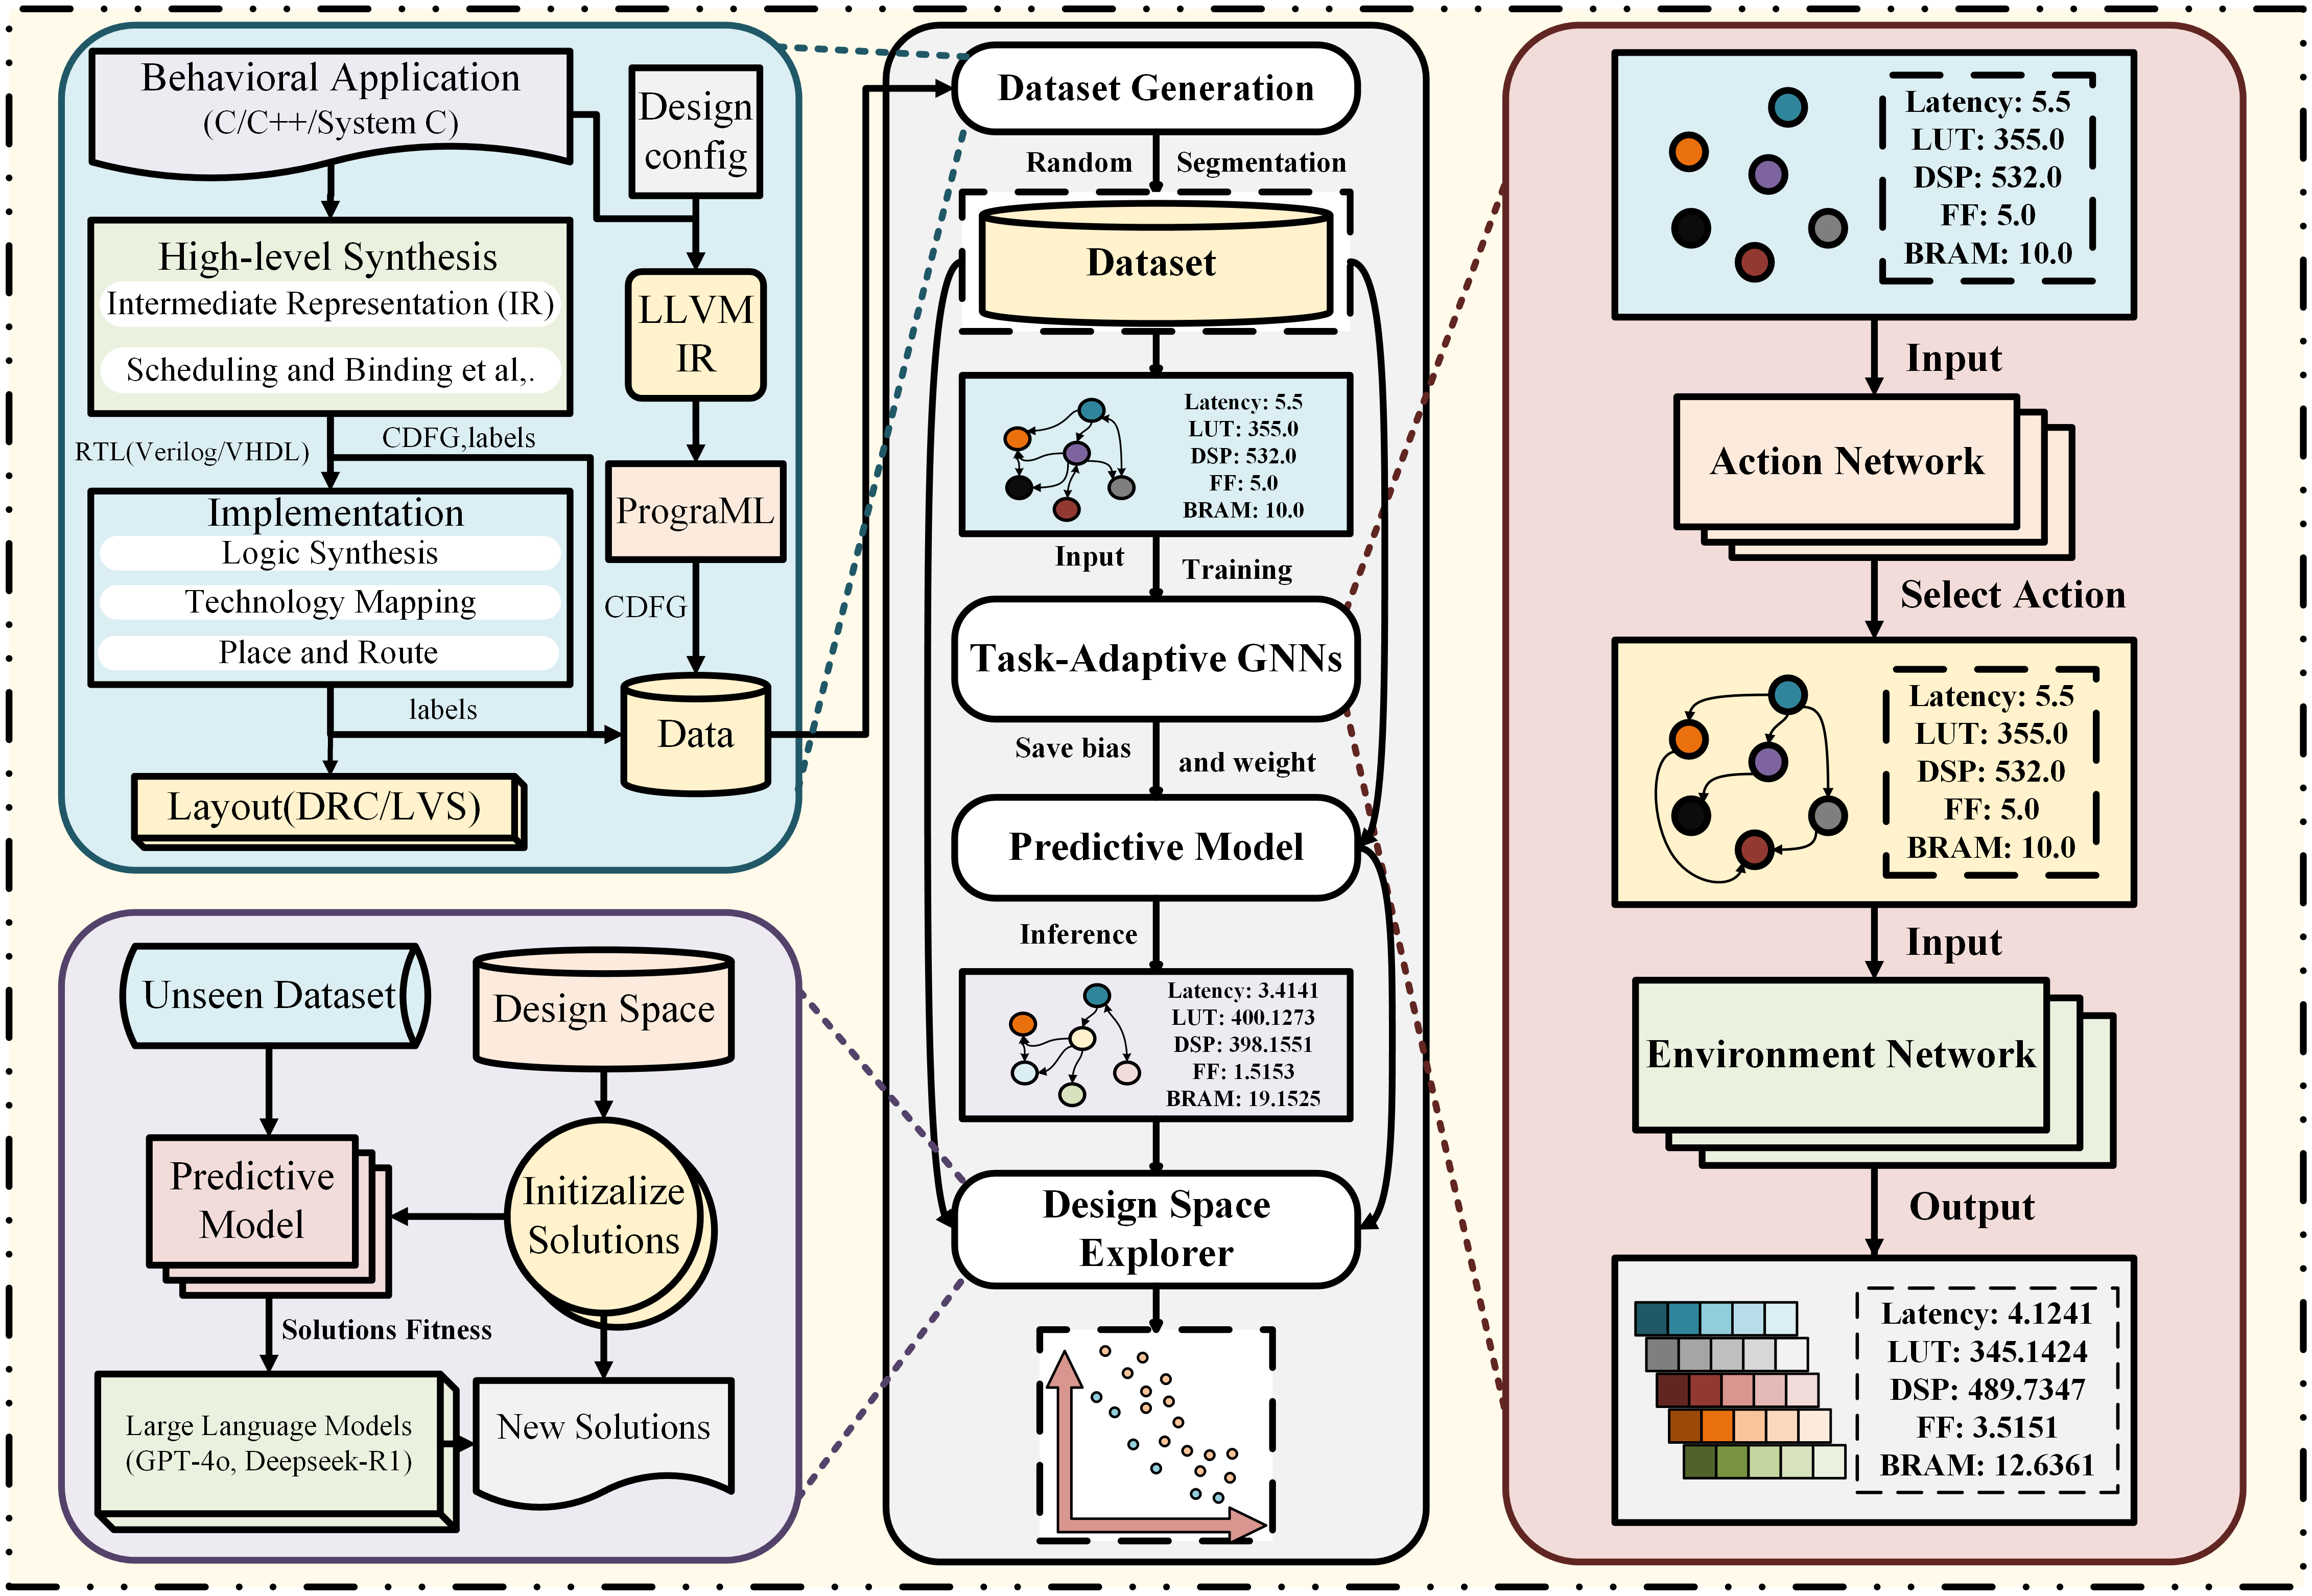 Behavioral Application
(C/C++/System C)
Design
config
High-level Synthesis
Intermediate Representation (IR)
Scheduling and Binding et al,.
LLVM
IR
RTL(Verilog/VHDL)
CDFG,labels
PrograML
Implementation
Logic Synthesis
Technology Mapping
Place and Route
CDFG
labels
Data
Layout(DRC/LVS)
Unseen Dataset
Design Space
Predictive
Model
Initizalize
Solutions
Solutions Fitness
Large Language Models
(GPT-4o, Deepseek-R1)
New Solutions
Dataset Generation
Random Segmentation
Dataset
Latency: 5.5
LUT: 355.0
DSP: 532.0
FF: 5.0
BRAM: 10.0
Input Training
Task-Adaptive GNNs
Save bias and weight
Predictive Model
Inference
Latency: 3.4141
LUT: 400.1273
DSP: 398.1551
FF: 1.5153
BRAM: 19.1525
Design Space
Explorer
Latency: 5.5
LUT: 355.0
DSP: 532.0
FF: 5.0
BRAM: 10.0
Input
Action Network
Select Action
Latency: 5.5
LUT: 355.0
DSP: 532.0
FF: 5.0
BRAM: 10.0
Input
Environment Network
Output
Latency: 4.1241
LUT: 345.1424
DSP: 489.7347
FF: 3.5151
BRAM: 12.6361